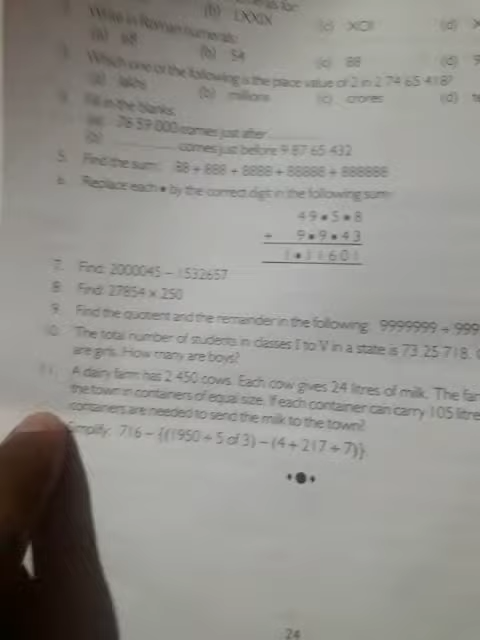 (b) LXXIX (c) XCII (d)
Write in Roman numerals:
(a) 68 (b) 54 (c) 88 (d) 9
Which one of the following is the place value of 2 in 2 74 65 418?
(a) lakhs (b) millions (c) crores (d) te
Fill in the blanks.
(a) 78 59 000 comes just after
(b) comes just before 9 87 65 432
5. Find the sum: 88 + 888 + 8888 + 88888 + 888888
6. Replace each • by the correct digit in the following sum:
49•5•8
+ 9•9•43
1•11601
7. Find: 2000045 – 1532657
8. Find: 27854 × 250
9. Find the quotient and the remainder in the following: 9999999 ÷ 999
10. The total number of students in classes I to V in a state is 73 25 718.
are girls. How many are boys?
11. A dairy farm has 2 450 cows. Each cow gives 24 litres of milk. The far
the town in containers of equal size. If each container can carry 105 litre
containers are needed to send the milk to the town?
Simplify: 716 – {(1950 ÷ 5 of 3) – (4 + 217 ÷ 7)}
24